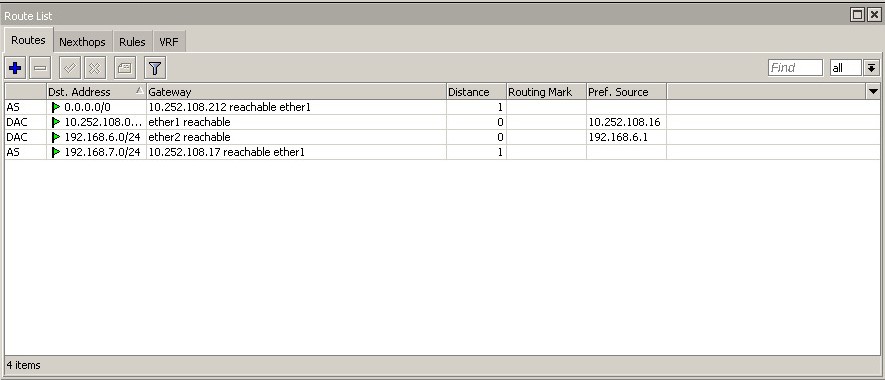 Route List
Routes Nexthops Rules VRF
Find all
Dst. Address Gateway Distance Routing Mark Pref. Source
AS 0.0.0.0/0 10.252.108.212 reachable ether1 1
DAC 10.252.108.0... ether1 reachable 0 10.252.108.16
DAC 192.168.6.0/24 ether2 reachable 0 192.168.6.1
AS 192.168.7.0/24 10.252.108.17 reachable ether1 1
4 items